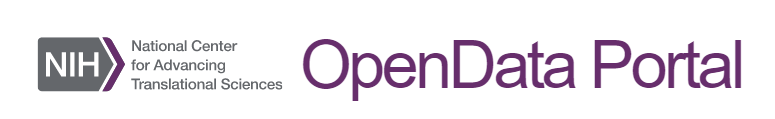 NIH
National Center
for Advancing
Translational Sciences
OpenData Portal